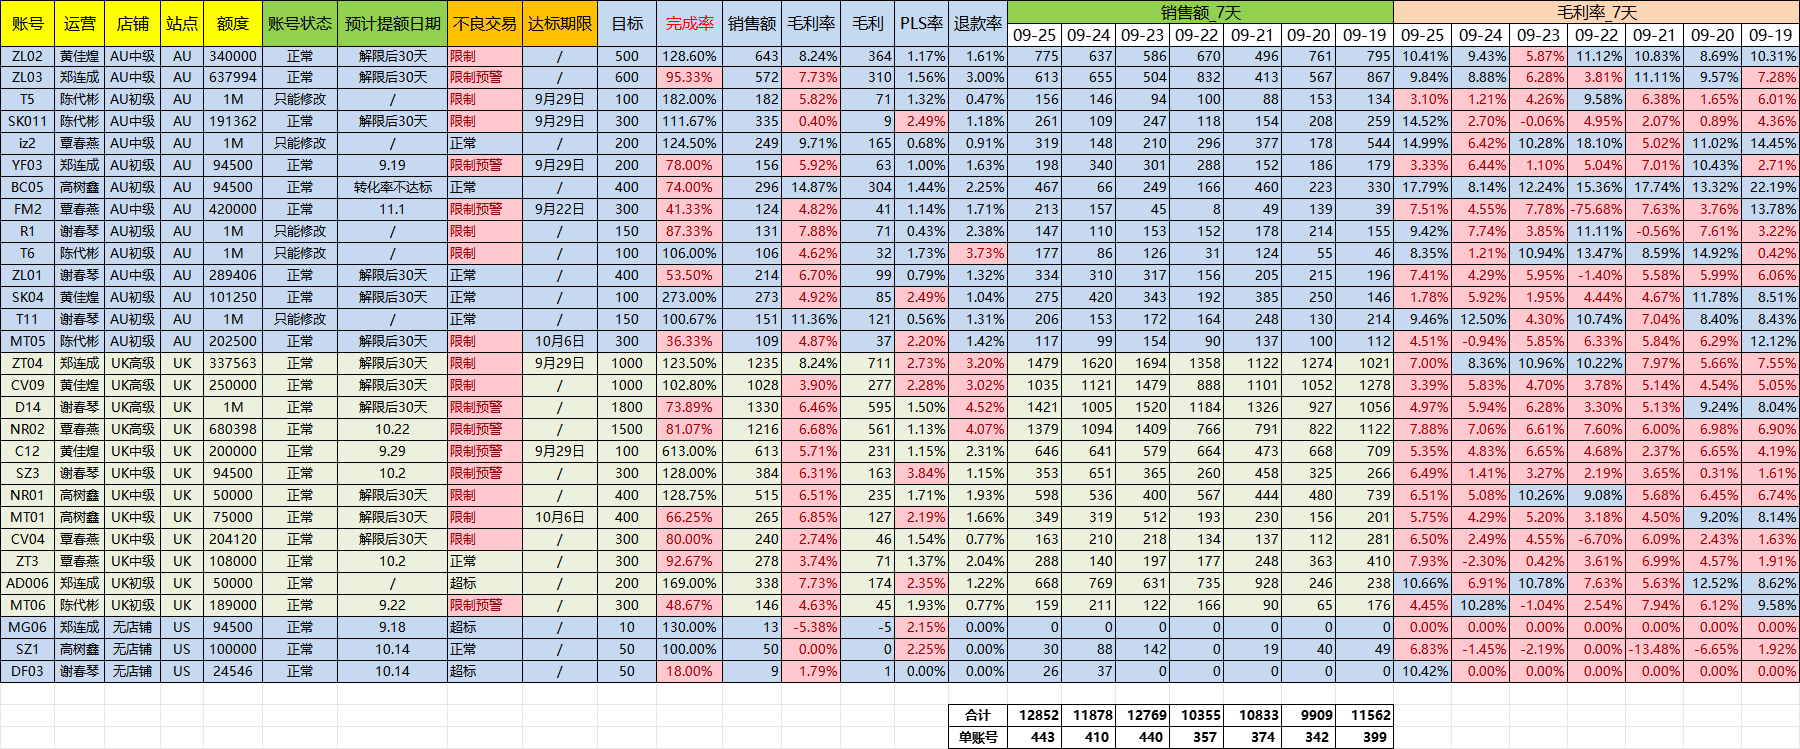 账号 运营 店铺 站点 额度 账号状态 预计提额日期 不良交易 达标期限 目标 完成率 销售额 毛利率 毛利 PLS率 退款率 销售额_7天 毛利率_7天
09-25 09-24 09-23 09-22 09-21 09-20 09-19 09-25 09-24 09-23 09-22 09-21 09-20 09-19
ZL02 黄佳煌 AU中级 AU 340000 正常 解限后30天 限制 / 500 128.60% 643 8.24% 364 1.17% 1.61% 775 637 586 670 496 761 795 10.41% 9.43% 5.87% 11.12% 10.83% 8.69% 10.31%
ZL03 郑连成 AU中级 AU 637994 正常 解限后30天 限制预警 / 600 95.33% 572 7.73% 310 1.56% 3.00% 613 655 504 832 413 567 867 9.84% 8.88% 6.28% 3.81% 11.11% 9.57% 7.28%
T5 陈代彬 AU初级 AU 1M 只能修改 / 限制 9月29日 100 182.00% 182 5.82% 71 1.32% 0.47% 156 146 94 100 88 153 134 3.10% 1.21% 4.26% 9.58% 6.38% 1.65% 6.01%
SK011 陈代彬 AU中级 AU 191362 正常 解限后30天 限制 9月29日 300 111.67% 335 0.40% 9 2.49% 1.18% 261 109 247 118 154 208 259 14.52% 2.70% -0.06% 4.95% 2.07% 0.89% 4.36%
iz2 覃春燕 AU中级 AU 1M 只能修改 / 正常 / 200 124.50% 249 9.71% 165 0.68% 0.91% 319 148 210 296 377 178 544 14.99% 6.42% 10.28% 18.10% 5.02% 11.02% 14.45%
YF03 郑连成 AU初级 AU 94500 正常 9.19 限制预警 9月29日 200 78.00% 156 5.92% 63 1.00% 1.63% 198 340 301 288 152 186 179 3.33% 6.44% 1.10% 5.04% 7.01% 10.43% 2.71%
BC05 高树鑫 AU初级 AU 94500 正常 转化率不达标 正常 / 400 74.00% 296 14.87% 304 1.44% 2.25% 467 66 249 166 460 223 330 17.79% 8.14% 12.24% 15.36% 17.74% 13.32% 22.19%
FM2 覃春燕 AU中级 AU 420000 正常 11.1 限制预警 9月22日 300 41.33% 124 4.82% 41 1.14% 1.71% 213 157 45 8 49 139 39 7.51% 4.55% 7.78% -75.68% 7.63% 3.76% 13.78%
R1 谢春琴 AU初级 AU 1M 只能修改 / 限制 / 150 87.33% 131 7.88% 71 0.43% 2.38% 147 110 153 152 178 214 155 9.42% 7.74% 3.85% 11.11% -0.56% 7.61% 3.22%
T6 陈代彬 AU初级 AU 1M 只能修改 / 限制 / 100 106.00% 106 4.62% 32 1.73% 3.73% 177 86 126 31 124 55 46 8.35% 1.21% 10.94% 13.47% 8.59% 14.92% 0.42%
ZL01 谢春琴 AU中级 AU 289406 正常 解限后30天 正常 / 400 53.50% 214 6.70% 99 0.79% 1.32% 334 310 317 156 205 215 196 7.41% 4.29% 5.95% -1.40% 5.58% 5.99% 6.06%
SK04 黄佳煌 AU初级 AU 101250 正常 解限后30天 正常 / 100 273.00% 273 4.92% 85 2.49% 1.04% 275 420 343 192 385 250 146 1.78% 5.92% 1.95% 4.44% 4.67% 11.78% 8.51%
T11 谢春琴 AU初级 AU 1M 只能修改 / 正常 / 150 100.67% 151 11.36% 121 0.56% 1.31% 206 153 172 164 248 130 214 9.46% 12.50% 4.30% 10.74% 7.04% 8.40% 8.43%
MT05 陈代彬 AU初级 AU 202500 正常 解限后30天 限制 10月6日 300 36.33% 109 4.87% 37 2.20% 1.42% 117 99 154 90 137 100 112 4.51% -0.94% 5.85% 6.33% 5.84% 6.29% 12.12%
ZT04 郑连成 UK高级 UK 337563 正常 解限后30天 限制 9月29日 1000 123.50% 1235 8.24% 711 2.73% 3.20% 1479 1620 1694 1358 1122 1274 1021 7.00% 8.36% 10.96% 10.22% 7.97% 5.66% 7.55%
CV09 黄佳煌 UK高级 UK 250000 正常 解限后30天 限制 / 1000 102.80% 1028 3.90% 277 2.28% 3.02% 1035 1121 1479 888 1101 1052 1278 3.39% 5.83% 4.70% 3.78% 5.14% 4.54% 5.05%
D14 谢春琴 UK高级 UK 1M 正常 解限后30天 限制预警 / 1800 73.89% 1330 6.46% 595 1.50% 4.52% 1421 1005 1520 1184 1326 927 1056 4.97% 5.94% 6.28% 3.30% 5.13% 9.24% 8.04%
NR02 覃春燕 UK高级 UK 680398 正常 10.22 限制预警 / 1500 81.07% 1216 6.68% 561 1.13% 4.07% 1379 1094 1409 766 791 822 1122 7.88% 7.06% 6.61% 7.60% 6.00% 6.98% 6.90%
C12 黄佳煌 UK中级 UK 200000 正常 9.29 限制预警 9月29日 100 613.00% 613 5.71% 231 1.15% 2.31% 646 641 579 664 473 668 709 5.35% 4.83% 6.65% 4.68% 2.37% 6.65% 4.19%
SZ3 谢春琴 UK中级 UK 94500 正常 10.2 限制预警 / 300 128.00% 384 6.31% 163 3.84% 1.15% 353 651 365 260 458 325 266 6.49% 1.41% 3.27% 2.19% 3.65% 0.31% 1.61%
NR01 高树鑫 UK中级 UK 50000 正常 解限后30天 限制 / 400 128.75% 515 6.51% 235 1.71% 1.93% 598 536 400 567 444 480 739 6.51% 5.08% 10.26% 9.08% 5.68% 6.45% 6.74%
MT01 高树鑫 UK中级 UK 75000 正常 解限后30天 限制 10月6日 400 66.25% 265 6.85% 127 2.19% 1.66% 349 319 512 193 230 156 201 5.75% 4.29% 5.20% 3.18% 4.50% 9.20% 8.14%
CV04 覃春燕 UK中级 UK 204120 正常 解限后30天 限制 / 300 80.00% 240 2.74% 46 1.54% 0.77% 163 210 218 134 137 112 281 6.50% 2.49% 4.55% -6.70% 6.09% 2.43% 1.63%
ZT3 覃春燕 UK中级 UK 108000 正常 10.2 正常 / 300 92.67% 278 3.74% 71 1.37% 2.04% 288 140 197 177 248 363 410 7.93% -2.30% 0.42% 3.61% 6.99% 4.57% 1.91%
AD006 郑连成 UK初级 UK 50000 正常 / 超标 / 200 169.00% 338 7.73% 174 2.35% 1.22% 668 769 631 735 928 246 238 10.66% 6.91% 10.78% 7.63% 5.63% 12.52% 8.62%
MT06 陈代彬 UK初级 UK 189000 正常 9.22 限制预警 / 300 48.67% 146 4.63% 45 1.93% 0.77% 159 211 122 166 90 65 176 4.45% 10.28% -1.04% 2.54% 7.94% 6.12% 9.58%
MG06 郑连成 无店铺 US 94500 正常 9.18 超标 / 10 130.00% 13 -5.38% -5 2.15% 0.00% 0 0 0 0 0 0 0 0.00% 0.00% 0.00% 0.00% 0.00% 0.00% 0.00%
SZ1 高树鑫 无店铺 US 100000 正常 10.14 正常 / 50 100.00% 50 0.00% 0 2.25% 0.00% 30 88 142 0 19 40 49 6.83% -1.45% -2.19% 0.00% -13.48% -6.65% 1.92%
DF03 谢春琴 无店铺 US 24546 正常 10.14 超标 / 50 18.00% 9 1.79% 1 0.00% 0.00% 26 37 0 0 0 0 0 10.42% 0.00% 0.00% 0.00% 0.00% 0.00% 0.00%
合计 12852 11878 12769 10355 10833 9909 11562
单账号 443 410 440 357 374 342 399